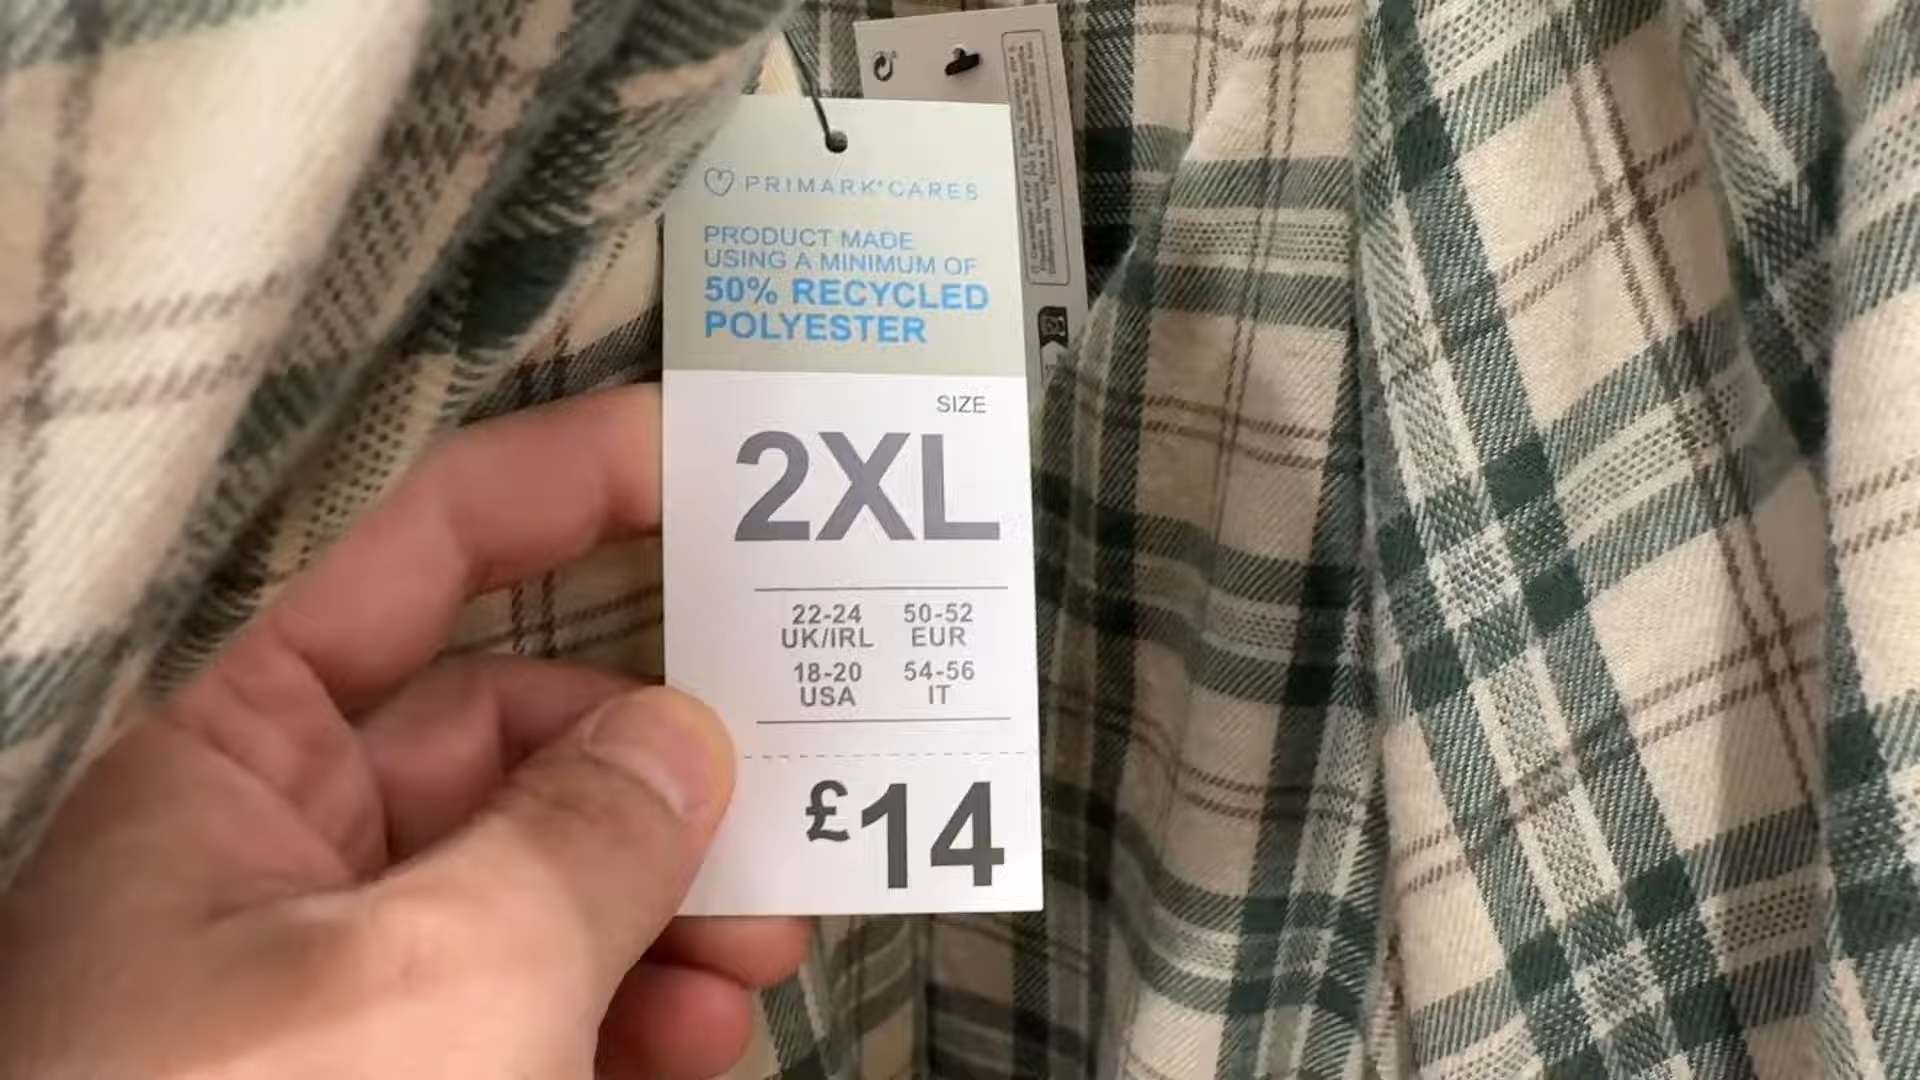 PRIMARK CARES
PRODUCT MADE
USING A MINIMUM OF
50% RECYCLED
POLYESTER
SIZE
2XL
22-24 50-52
UK/IRL EUR
18-20 54-56
USA IT
£14